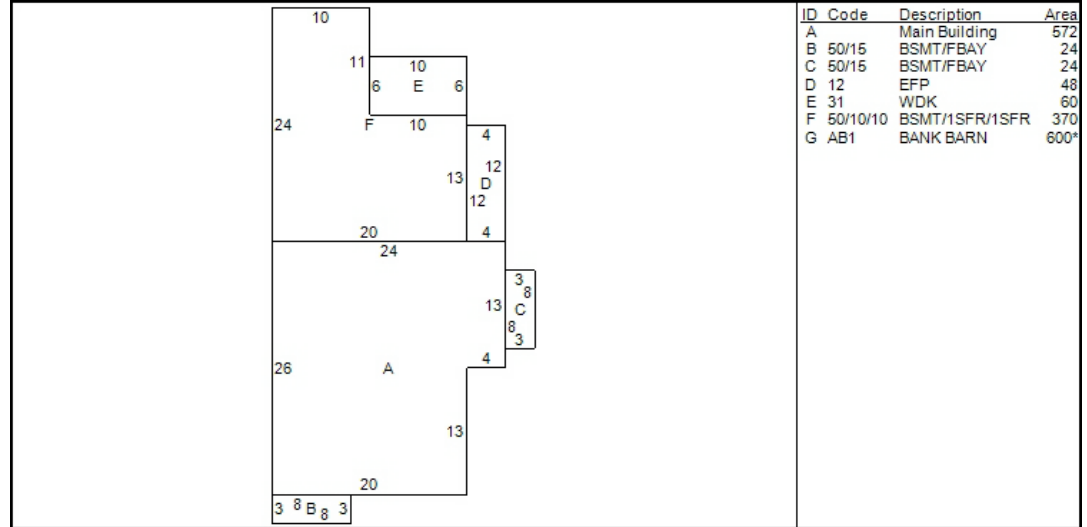 10
11
10
6 E 6
24 F 10
4
12
13 D
12
20 4
24
3
8
13 C
8
3
4
26 A
13
20
3 8 B 8 3
ID Code Description Area
A Main Building 572
B 50/15 BSMT/FBAY 24
C 50/15 BSMT/FBAY 24
D 12 EFP 48
E 31 WDK 60
F 50/10/10 BSMT/1SFR/1SFR 370
G AB1 BANK BARN 600*